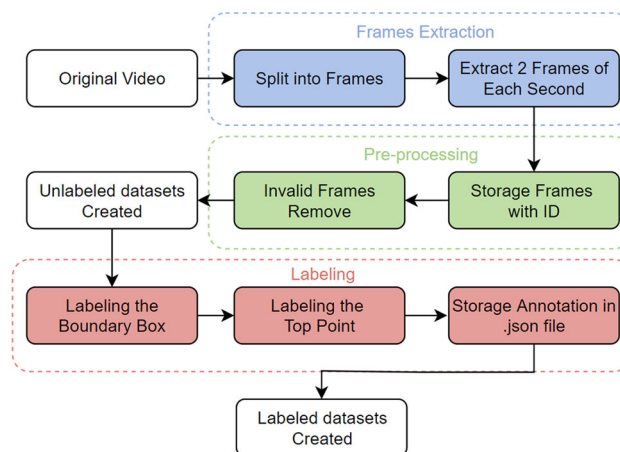 Frames Extraction
Original Video
Split into Frames
Extract 2 Frames of
Each Second
Pre-processing
Unlabeled datasets
Created
Invalid Frames
Remove
Storage Frames
with ID
Labeling
Labeling the
Boundary Box
Labeling the
Top Point
Storage Annotation in
.json file
Labeled datasets
Created